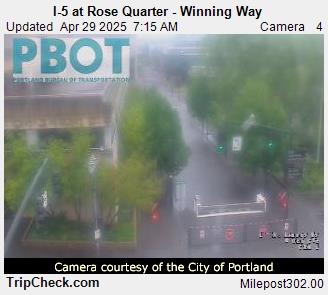 I-5 at Rose Quarter - Winning Way
Updated Apr 29 2025 7:15 AM Camera 4
PBOT
PORTLAND BUREAU OF TRANSPORTATION
Camera courtesy of the City of Portland
TripCheck.com Milepost302.00